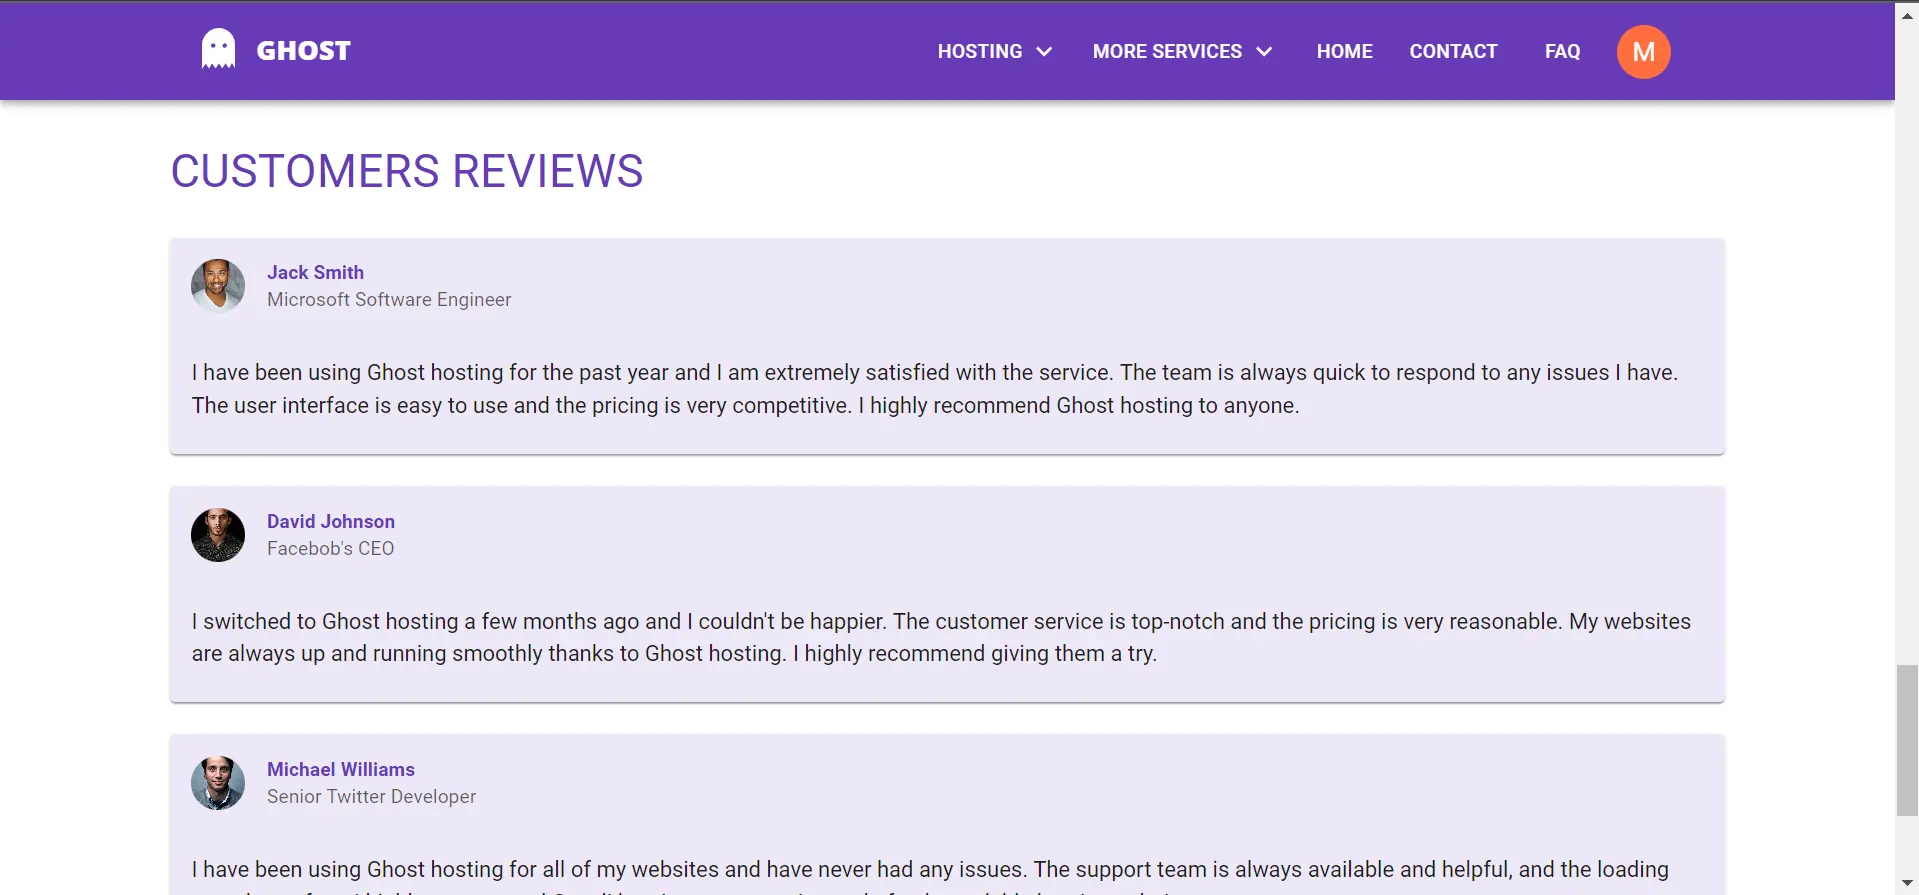 GHOST
HOSTING
MORE SERVICES
HOME
CONTACT
FAQ
M
CUSTOMERS REVIEWS
Jack Smith
Microsoft Software Engineer
I have been using Ghost hosting for the past year and I am extremely satisfied with the service. The team is always quick to respond to any issues I have.
The user interface is easy to use and the pricing is very competitive. I highly recommend Ghost hosting to anyone.
David Johnson
Facebob's CEO
I switched to Ghost hosting a few months ago and I couldn't be happier. The customer service is top-notch and the pricing is very reasonable. My websites
are always up and running smoothly thanks to Ghost hosting. I highly recommend giving them a try.
Michael Williams
Senior Twitter Developer
I have been using Ghost hosting for all of my websites and have never had any issues. The support team is always available and helpful, and the loading